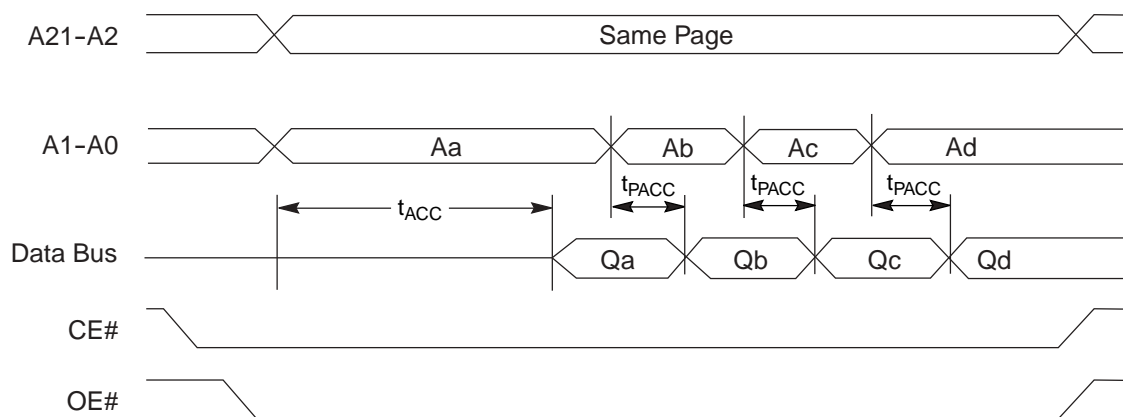 A21-A2 Same Page
A1-A0 Aa Ab Ac Ad
tACC tPACC tPACC tPACC
Data Bus Qa Qb Qc Qd
CE#
OE#